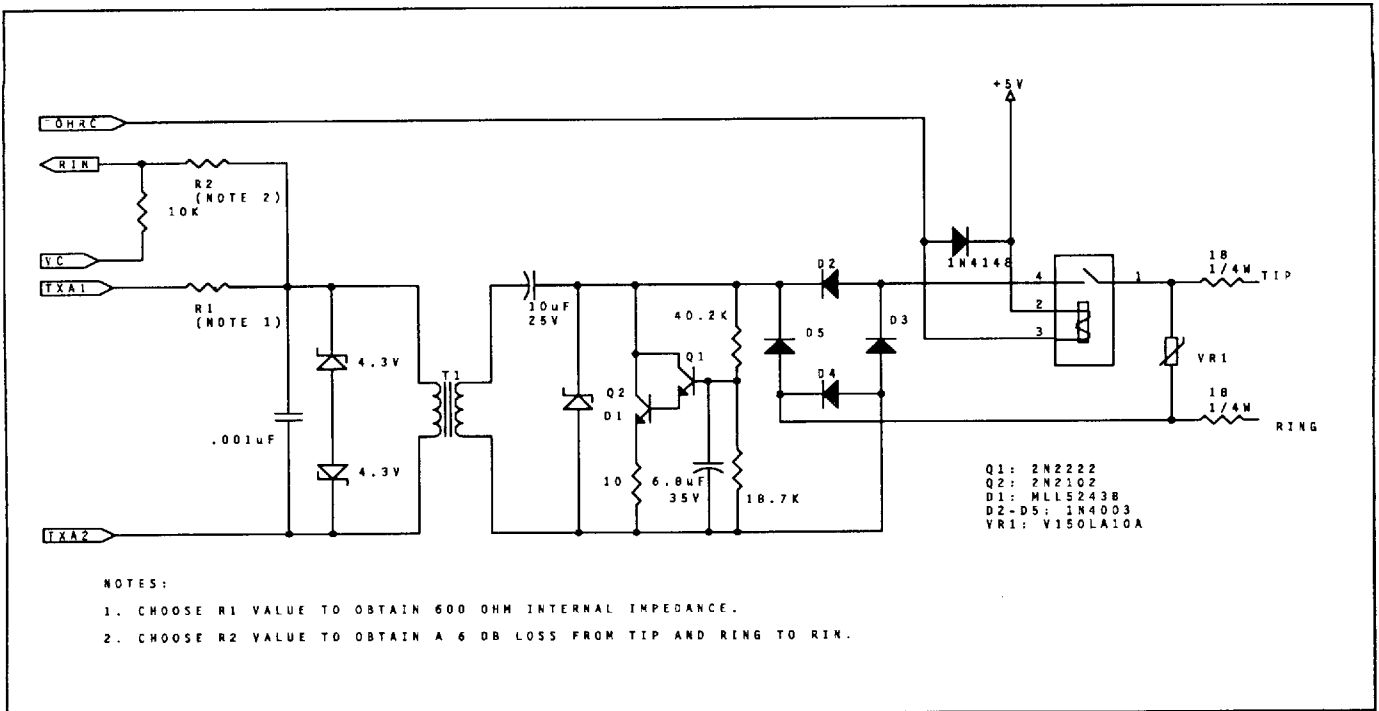 +5V
~OHRC
RIN
R2
(NOTE 2)
10K
VC
TXA1
R1
(NOTE 1)
1N4148
18
1/4W
TIP
4
1
2
3
D2
10uF
25V
40.2K
D5
D3
4.3V
Q1
VR1
T1
Q2
D4
D1
18
1/4W
RING
.001uF
4.3V
10
6.8uF
35V
18.7K
Q1: 2N2222
Q2: 2N2102
D1: MLL5243B
D2-D5: 1N4003
VR1: V150LA10A
TXA2
NOTES:
1. CHOOSE R1 VALUE TO OBTAIN 600 OHM INTERNAL IMPEDANCE.
2. CHOOSE R2 VALUE TO OBTAIN A 6 DB LOSS FROM TIP AND RING TO RIN.